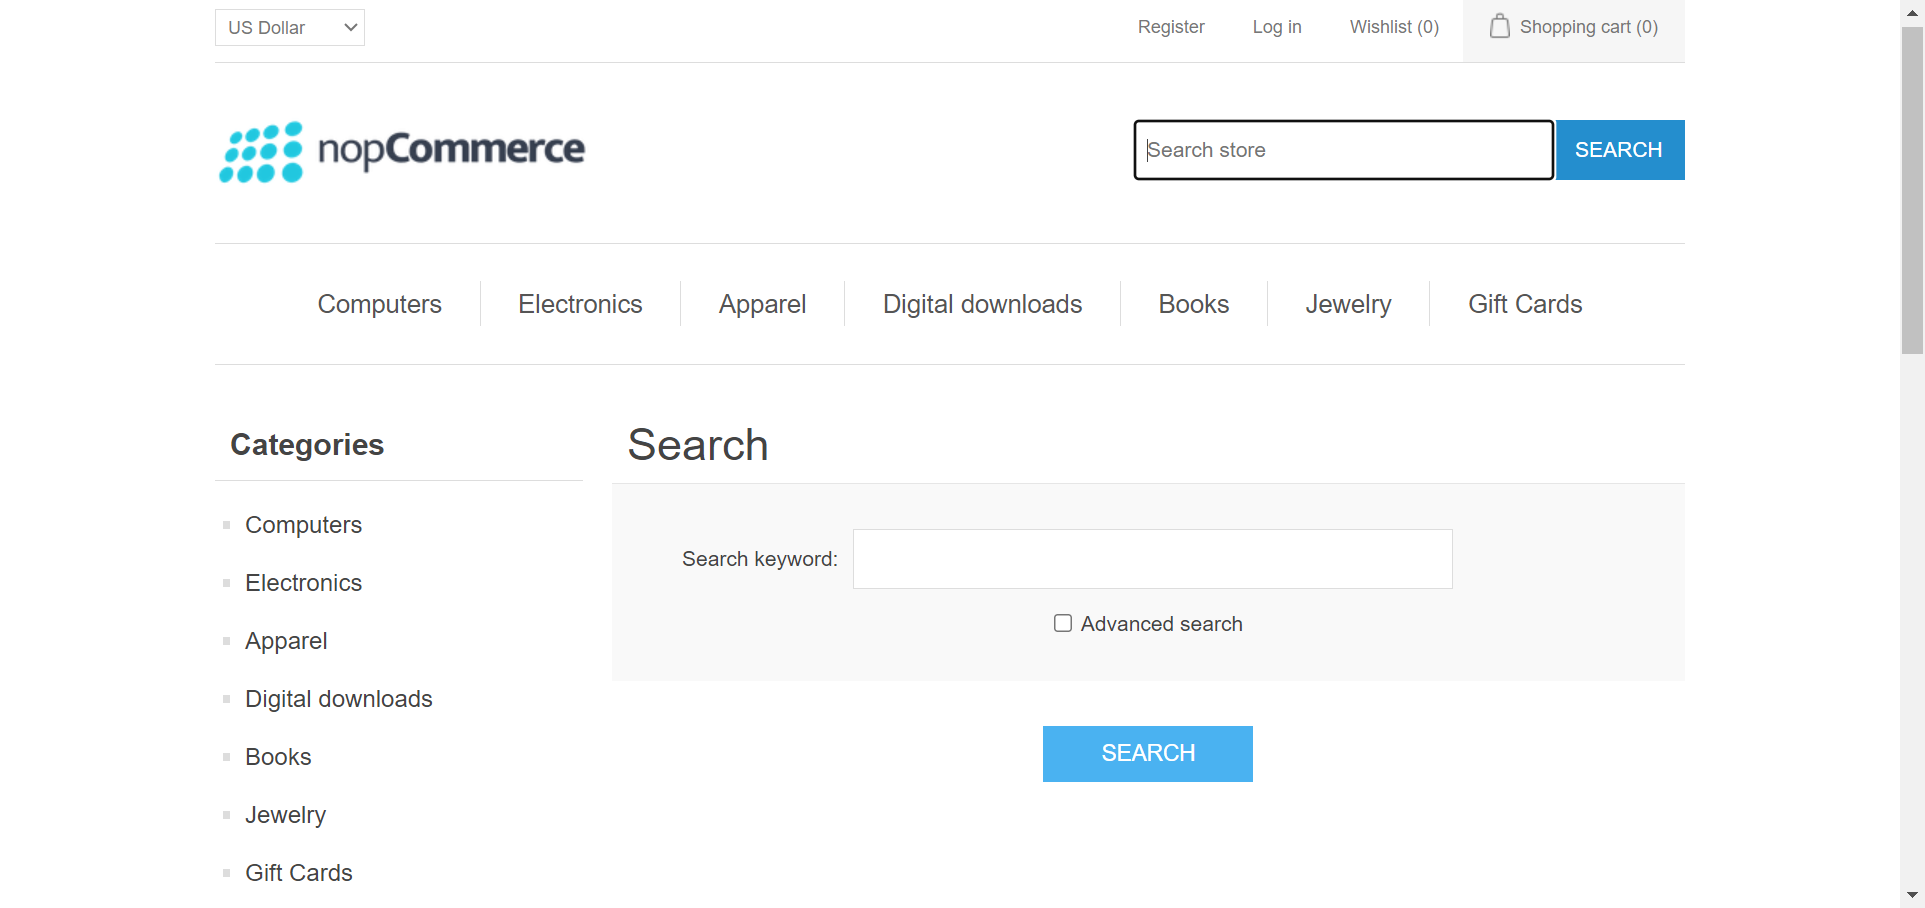 US Dollar
Register
Log in
Wishlist (0)
Shopping cart (0)
nopCommerce
Search store
SEARCH
Computers
Electronics
Apparel
Digital downloads
Books
Jewelry
Gift Cards
Categories
Computers
Electronics
Apparel
Digital downloads
Books
Jewelry
Gift Cards
Search
Search keyword:
Advanced search
SEARCH